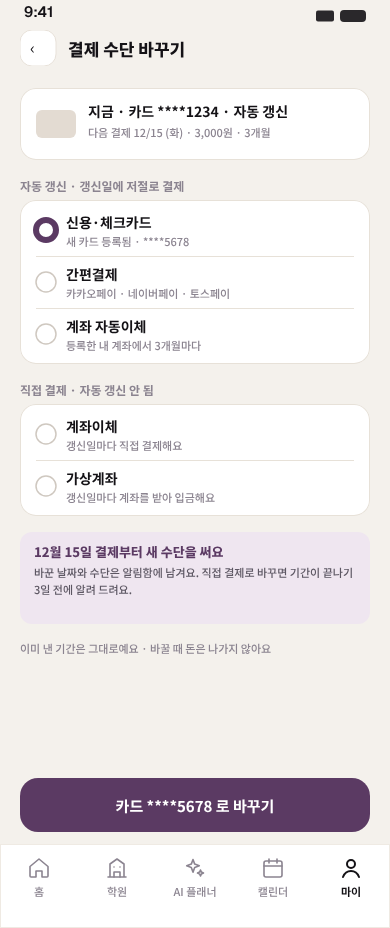 9:41
‹
결제 수단 바꾸기
지금 · 카드 ****1234 · 자동 갱신
다음 결제 12/15 (화) · 3,000원 · 3개월
자동 갱신 · 갱신일에 저절로 결제
신용·체크카드
새 카드 등록됨 · ****5678
간편결제
카카오페이 · 네이버페이 · 토스페이
계좌 자동이체
등록한 내 계좌에서 3개월마다
직접 결제 · 자동 갱신 안 됨
계좌이체
갱신일마다 직접 결제해요
가상계좌
갱신일마다 계좌를 받아 입금해요
12월 15일 결제부터 새 수단을 써요
바꾼 날짜와 수단은 알림함에 남겨요. 직접 결제로 바꾸면 기간이 끝나기
3일 전에 알려 드려요.
이미 낸 기간은 그대로예요 · 바꿀 때 돈은 나가지 않아요
카드 ****5678 로 바꾸기
홈
학원
AI 플래너
캘린더
마이